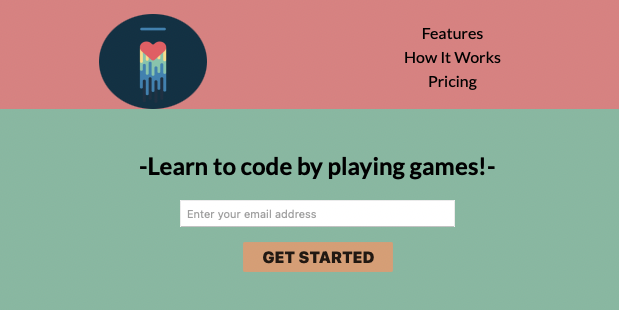 Features
How It Works
Pricing
-Learn to code by playing games!-
Enter your email address
GET STARTED